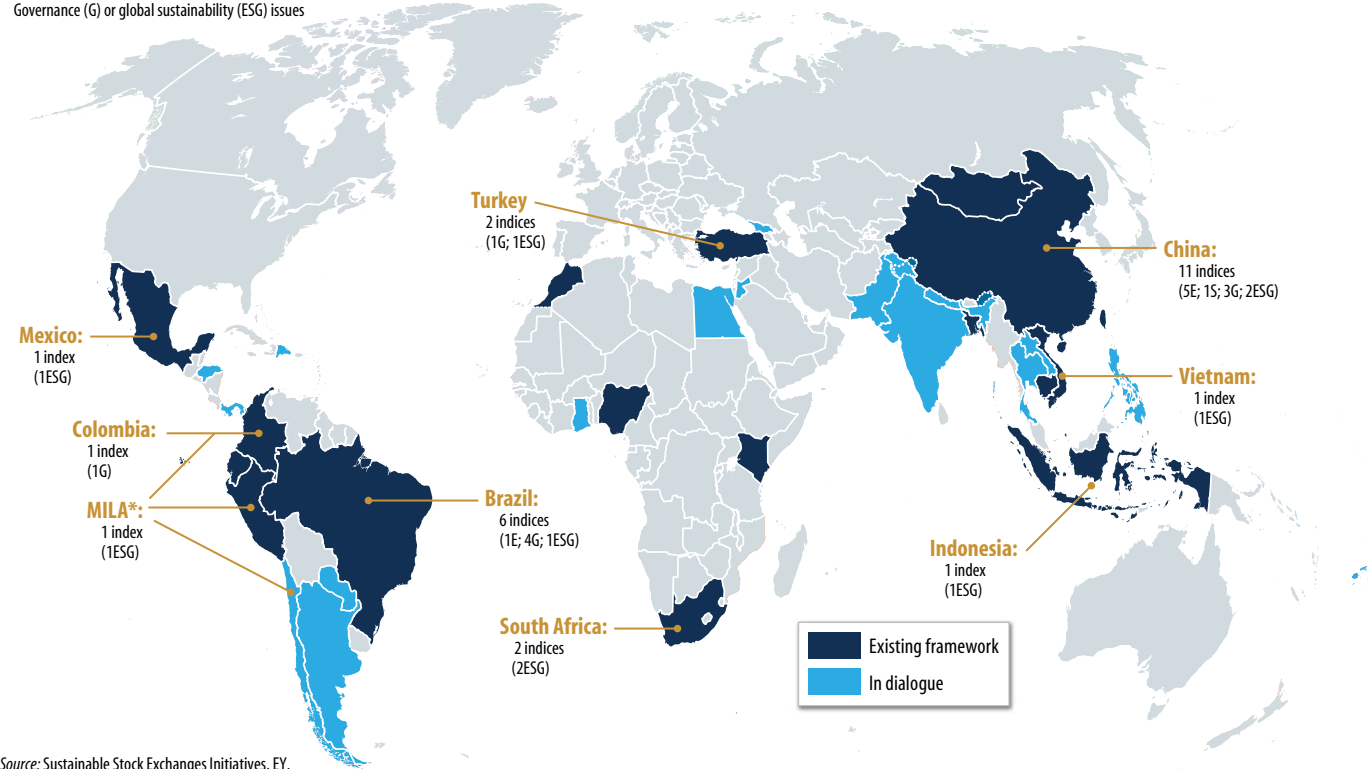 Governance (G) or global sustainability (ESG) issues
Turkey
2 indices
(1G; 1ESG)
China:
11 indices
(5E; 1S; 3G; 2ESG)
Mexico:
1 index
(1ESG)
Vietnam:
1 index
(1ESG)
Colombia:
1 index
(1G)
MILA*:
1 index
(1ESG)
Brazil:
6 indices
(1E; 4G; 1ESG)
Indonesia:
1 index
(1ESG)
South Africa:
2 indices
(2ESG)
Existing framework
In dialogue
Source: Sustainable Stock Exchanges Initiatives, EY.